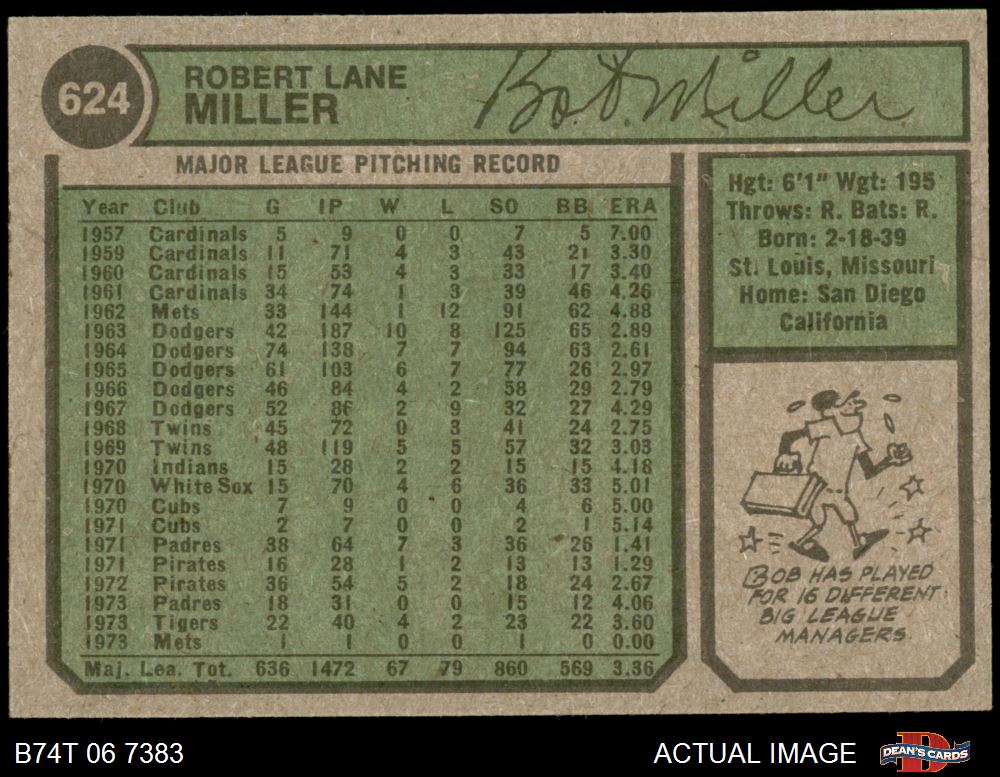 624
ROBERT LANE
MILLER
Bob Miller
MAJOR LEAGUE PITCHING RECORD
Year Club G IP W L SO BB ERA
1957 Cardinals 5 9 0 0 7 5 7.00
1959 Cardinals 11 71 4 3 43 21 3.30
1960 Cardinals 15 53 4 3 33 17 3.40
1961 Cardinals 34 74 1 3 39 46 4.26
1962 Mets 33 144 1 12 91 62 4.88
1963 Dodgers 42 187 10 8 125 65 2.89
1964 Dodgers 74 138 7 7 94 63 2.61
1965 Dodgers 61 103 6 7 77 26 2.97
1966 Dodgers 46 84 4 2 58 29 2.79
1967 Dodgers 52 86 2 9 32 27 4.29
1968 Twins 45 72 0 3 41 24 2.75
1969 Twins 48 119 5 5 57 32 3.03
1970 Indians 15 28 2 2 15 15 4.18
1970 White Sox 15 70 4 6 36 33 5.01
1970 Cubs 7 9 0 0 4 6 5.00
1971 Cubs 2 7 0 0 2 1 5.14
1971 Padres 38 64 7 3 36 26 1.41
1971 Pirates 16 28 1 2 13 13 1.29
1972 Pirates 36 54 5 2 18 24 2.67
1973 Padres 18 31 0 0 15 12 4.06
1973 Tigers 22 40 4 2 23 22 3.60
1973 Mets 1 1 0 0 1 0 0.00
Maj. Lea. Tot. 636 1472 67 79 860 569 3.36
Hgt: 6'1" Wgt: 195
Throws: R. Bats: R.
Born: 2-18-39
St. Louis, Missouri
Home: San Diego
California
BOB HAS PLAYED
FOR 16 DIFFERENT
BIG LEAGUE
MANAGERS.
B74T 06 7383
ACTUAL IMAGE
DEAN'S CARDS